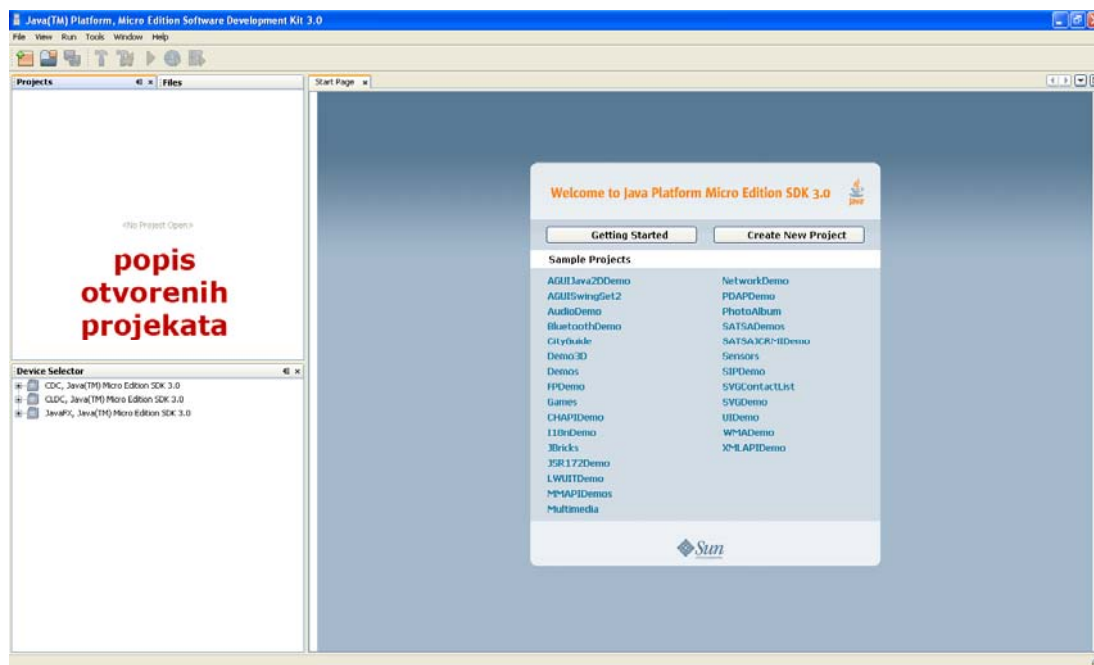 Java(TM) Platform, Micro Edition Software Development Kit 3.0
File View Run Tools Window Help
Projects Files
Start Page
<No Project Open>
popis
otvorenih
projekata
Device Selector
CDC, Java(TM) Micro Edition SDK 3.0
CLDC, Java(TM) Micro Edition SDK 3.0
JavaFX, Java(TM) Micro Edition SDK 3.0
Welcome to Java Platform Micro Edition SDK 3.0
Java
Getting Started Create New Project
Sample Projects
AGUIJava2DDemo
AGUISwingSet2
AudioDemo
BluetoothDemo
CityGuide
Demo3D
Demos
FPDemo
Games
CHAPIDemo
I18nDemo
JBricks
JSR172Demo
LWUITDemo
MMAPIDemos
Multimedia
NetworkDemo
PDAPDemo
PhotoAlbum
SATSADemos
SATSAJCRMIDemo
Sensors
SIPDemo
SVGContactList
SVGDemo
UIDemo
WMADemo
XMLAPIDemo
Sun